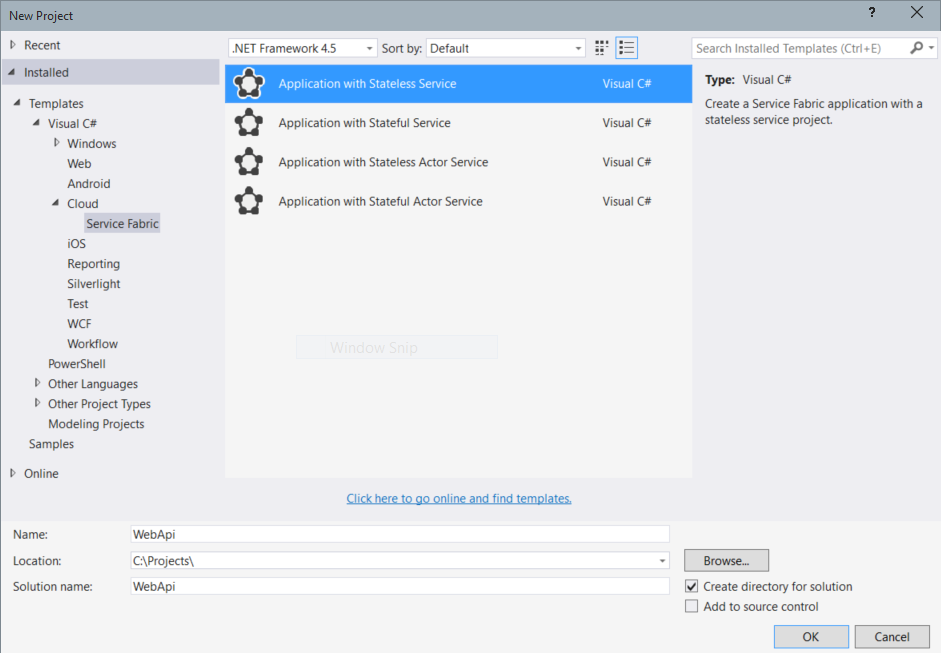 New Project
?
Recent
Installed
Templates
Visual C#
Windows
Web
Android
Cloud
Service Fabric
iOS
Reporting
Silverlight
Test
WCF
Workflow
PowerShell
Other Languages
Other Project Types
Modeling Projects
Samples
Online
.NET Framework 4.5 Sort by: Default
Application with Stateless Service Visual C#
Application with Stateful Service Visual C#
Application with Stateless Actor Service Visual C#
Application with Stateful Actor Service Visual C#
Window Snip
Click here to go online and find templates.
Search Installed Templates (Ctrl+E)
Type: Visual C#
Create a Service Fabric application with a
stateless service project.
Name: WebApi
Location: C:\Projects\ Browse...
Solution name: WebApi Create directory for solution
Add to source control
OK Cancel